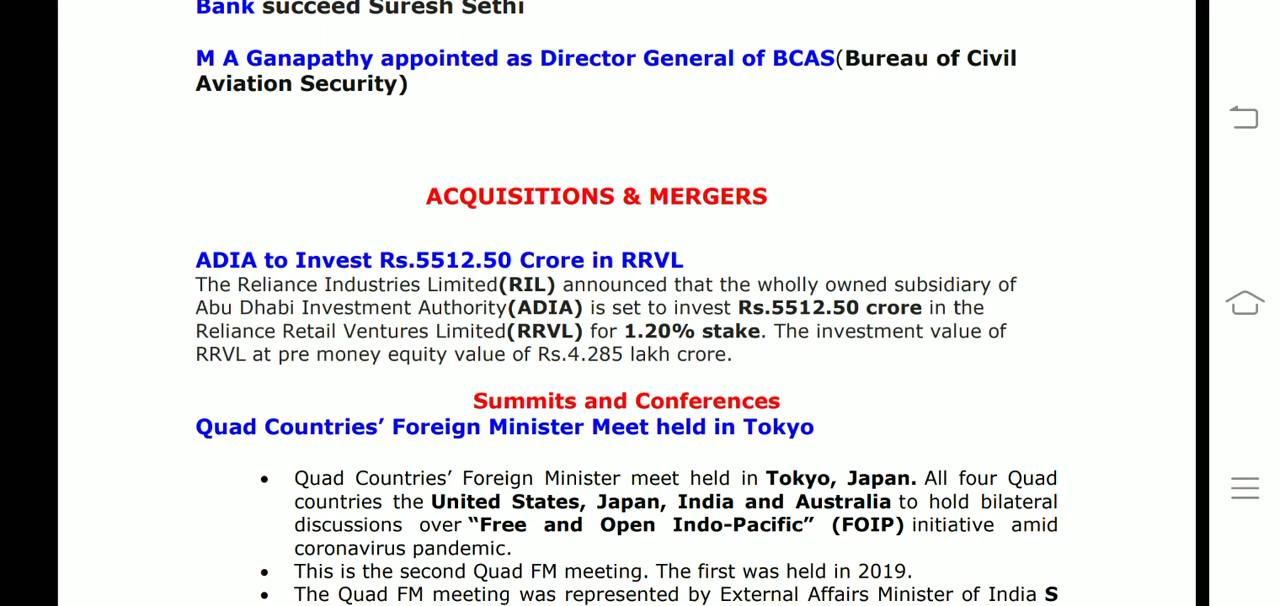 Bank succeed Suresh Sethi
M A Ganapathy appointed as Director General of BCAS(Bureau of Civil
Aviation Security)
ACQUISITIONS & MERGERS
ADIA to Invest Rs.5512.50 Crore in RRVL
The Reliance Industries Limited(RIL) announced that the wholly owned subsidiary of
Abu Dhabi Investment Authority(ADIA) is set to invest Rs.5512.50 crore in the
Reliance Retail Ventures Limited(RRVL) for 1.20% stake. The investment value of
RRVL at pre money equity value of Rs.4.285 lakh crore.
Summits and Conferences
Quad Countries’ Foreign Minister Meet held in Tokyo
• Quad Countries’ Foreign Minister meet held in Tokyo, Japan. All four Quad
countries the United States, Japan, India and Australia to hold bilateral
discussions over “Free and Open Indo-Pacific” (FOIP) initiative amid
coronavirus pandemic.
• This is the second Quad FM meeting. The first was held in 2019.
• The Quad FM meeting was represented by External Affairs Minister of India S